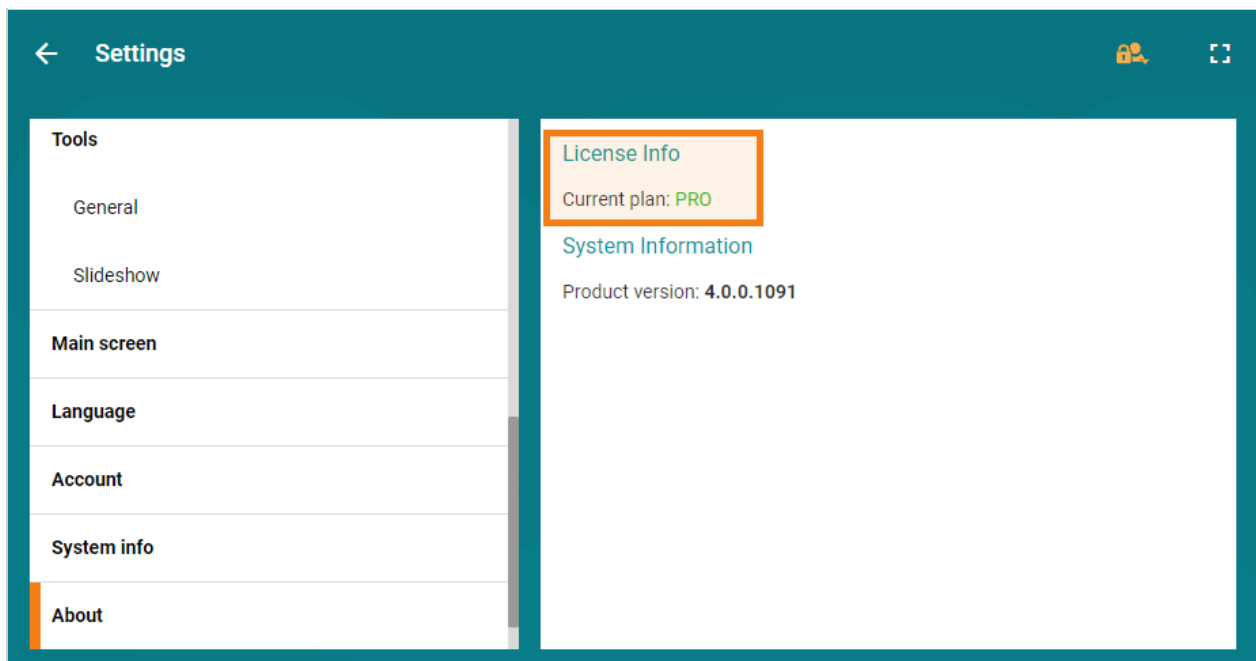 Settings
Tools
General
Slideshow
Main screen
Language
Account
System info
About
License Info
Current plan: PRO
System Information
Product version: 4.0.0.1091